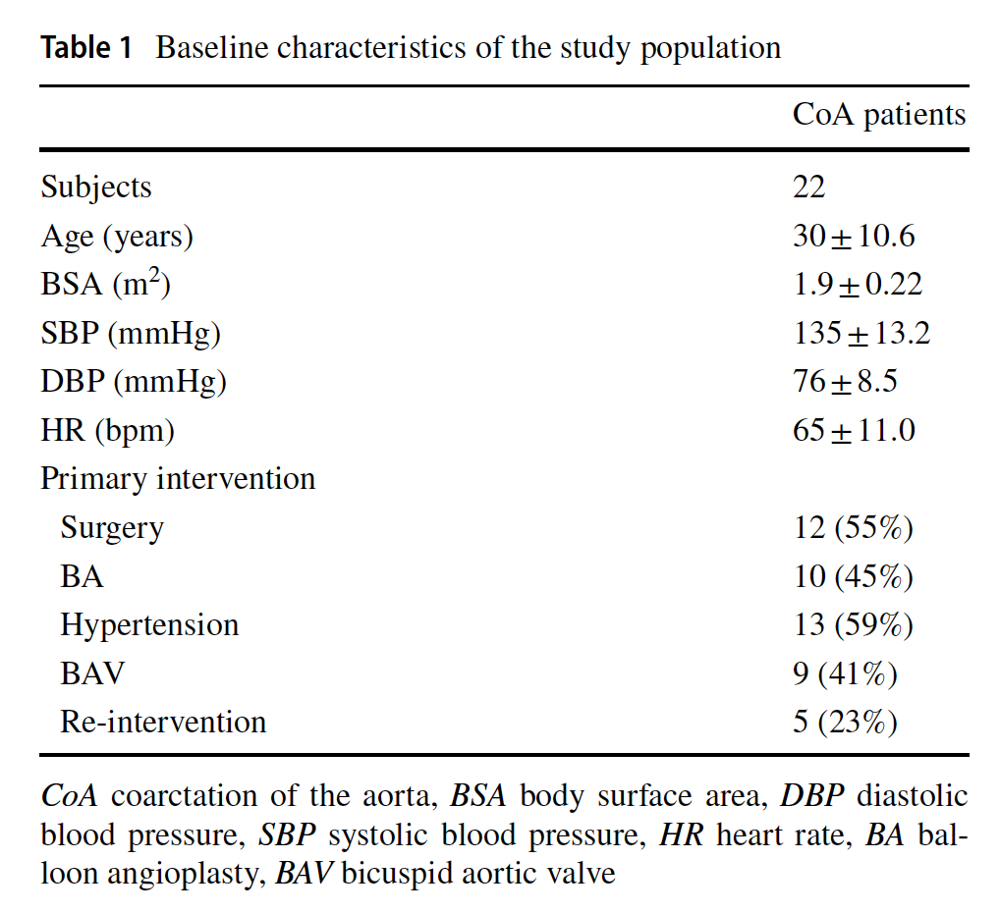 Table 1 Baseline characteristics of the study population
CoA patients
Subjects 22
Age (years) 30±10.6
BSA (m²) 1.9±0.22
SBP (mmHg) 135±13.2
DBP (mmHg) 76±8.5
HR (bpm) 65±11.0
Primary intervention
Surgery 12 (55%)
BA 10 (45%)
Hypertension 13 (59%)
BAV 9 (41%)
Re-intervention 5 (23%)
CoA coarctation of the aorta, BSA body surface area, DBP diastolic
blood pressure, SBP systolic blood pressure, HR heart rate, BA bal-
loon angioplasty, BAV bicuspid aortic valve